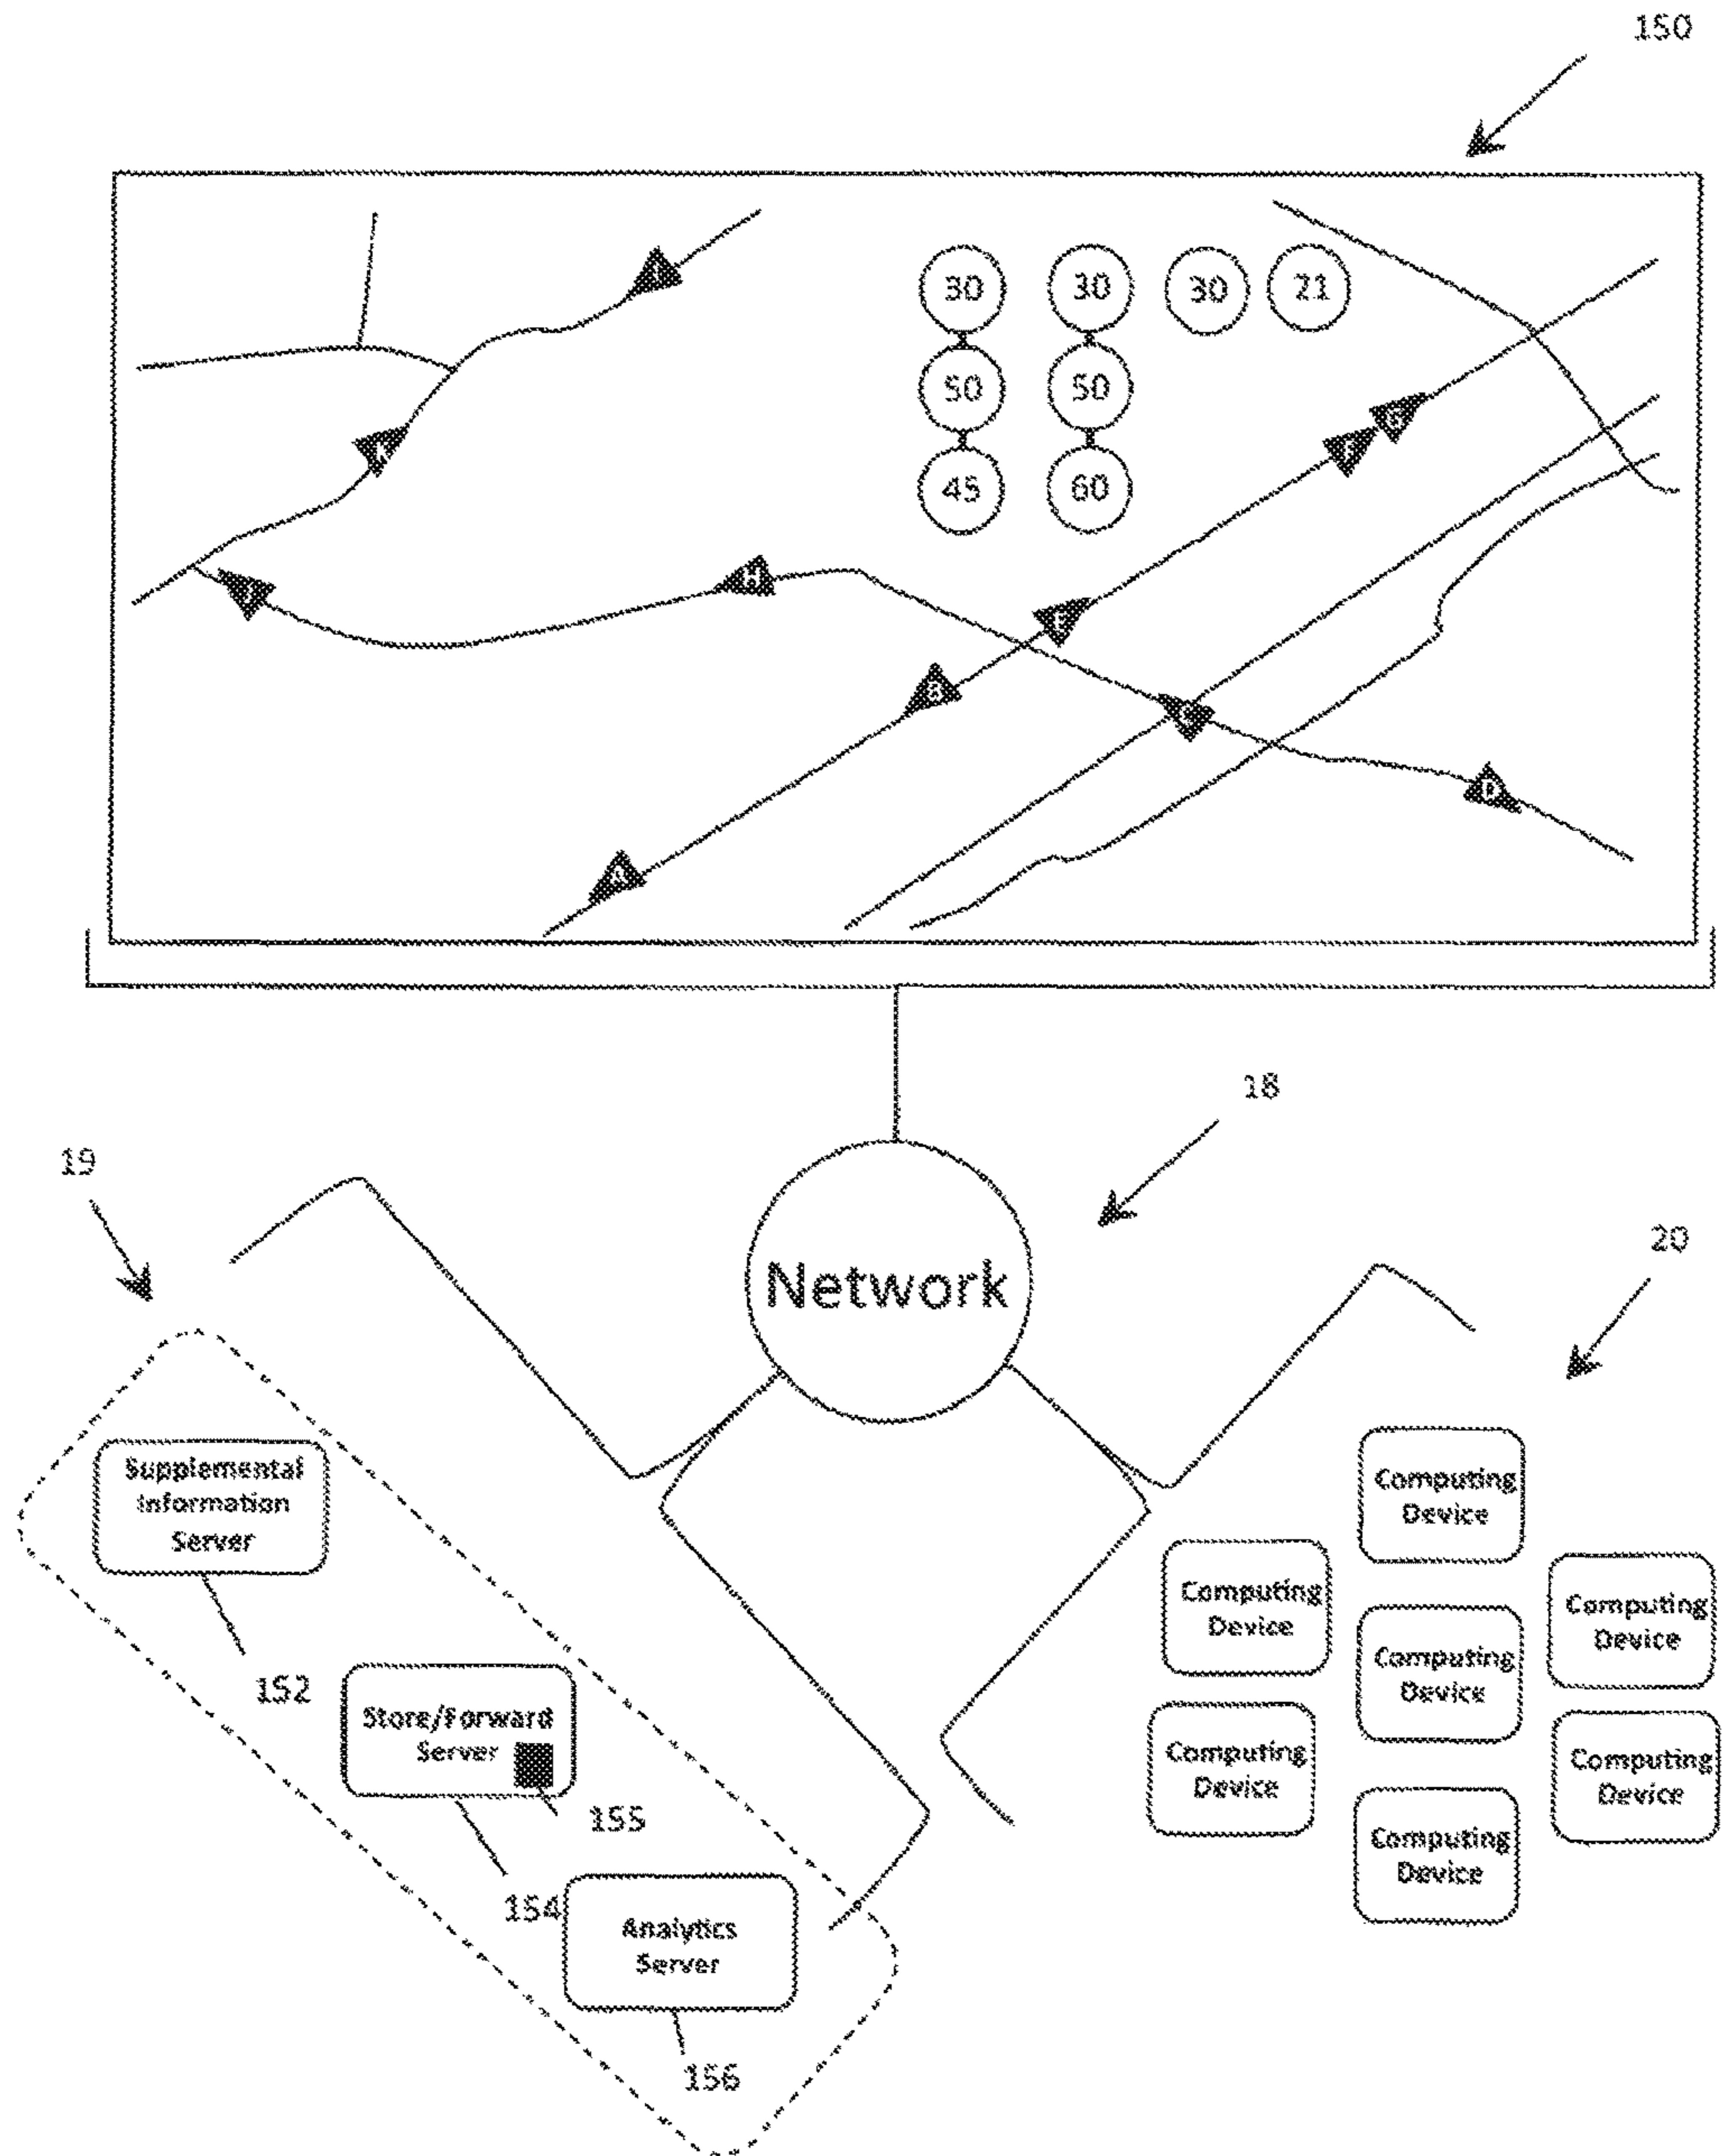 150
30 30 30 21
50 50
45 60
K
H
E
B
F
G
C
D
A
18
19
20
Network
Supplemental
Information
Server
152
Store/Forward
Server
155
154
Analytics
Server
156
Computing
Device
Computing
Device
Computing
Device
Computing
Device
Computing
Device
Computing
Device
Computing
Device